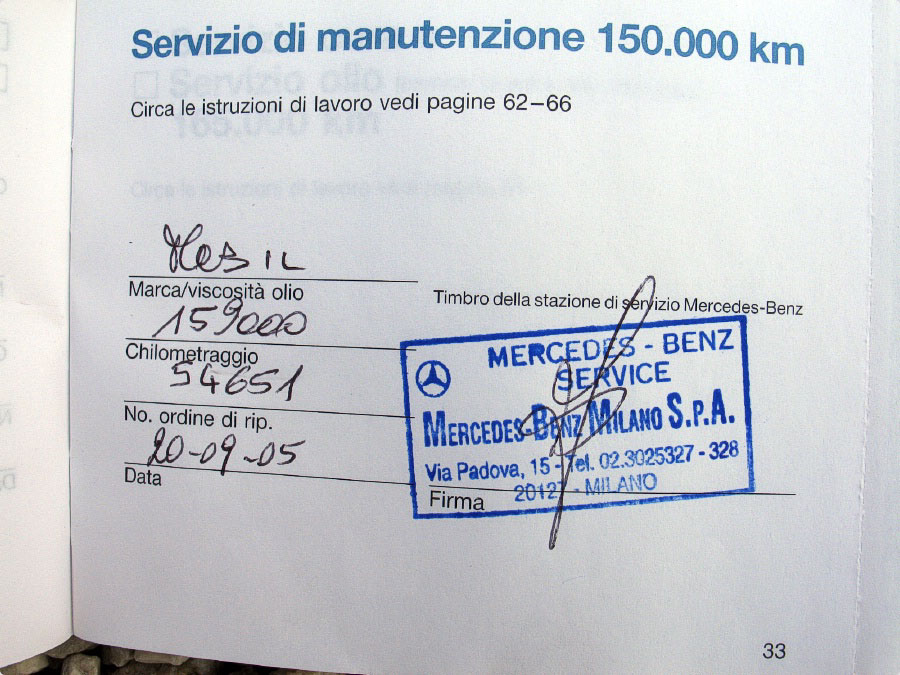 Servizio di manutenzione 150.000 km
Circa le istruzioni di lavoro vedi pagine 62–66
Marca/viscosità olio
159000
Chilometraggio
54651
No. ordine di rip.
20-09-05
Data
Timbro della stazione di servizio Mercedes-Benz
MERCEDES - BENZ
SERVICE
MERCEDES-BENZ MILANO S.P.A.
Via Padova, 15 - Tel. 02.3025327 - 328
20127 - MILANO
Firma
33